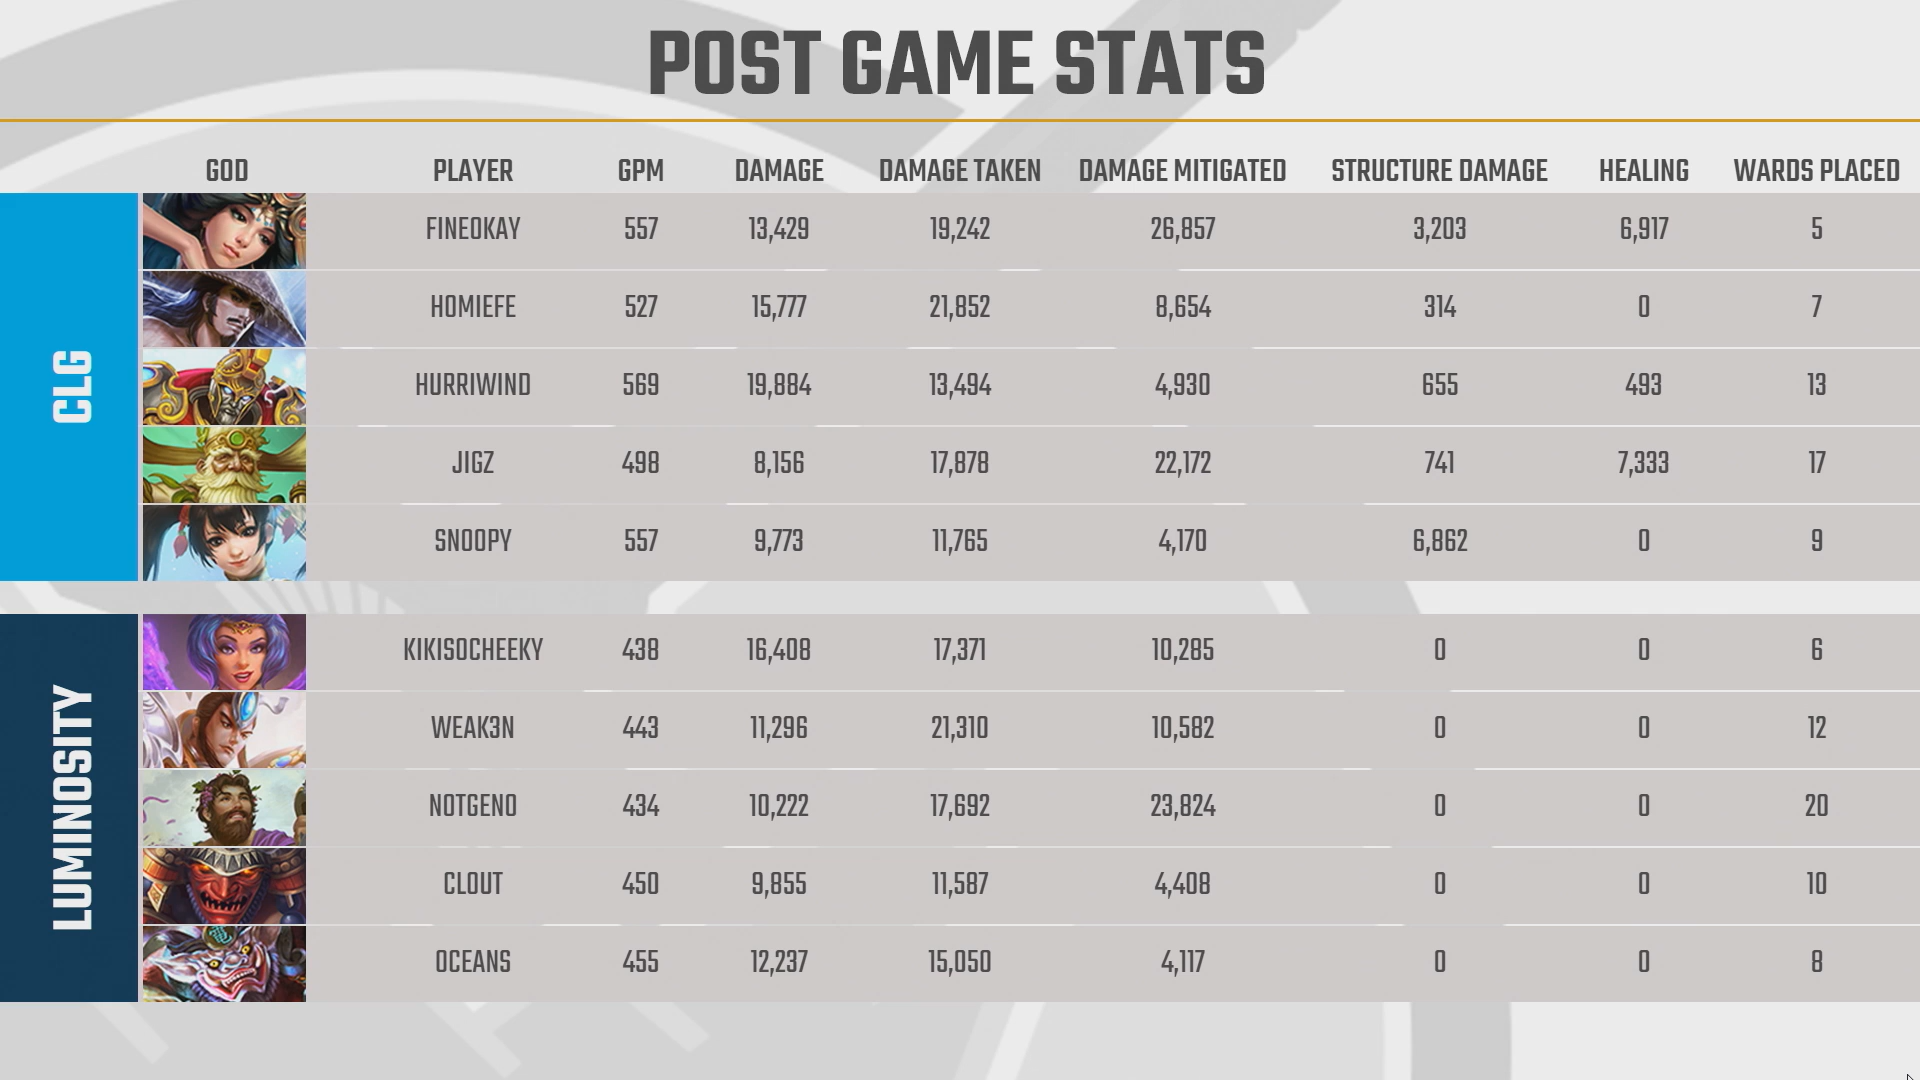 POST GAME STATS
GOD PLAYER GPM DAMAGE DAMAGE TAKEN DAMAGE MITIGATED STRUCTURE DAMAGE HEALING WARDS PLACED
CLG
FINEOKAY 557 13,429 19,242 26,857 3,203 6,917 5
HOMIEFE 527 15,777 21,852 8,654 314 0 7
HURRIWIND 569 19,884 13,494 4,930 655 493 13
JIGZ 498 8,156 17,878 22,172 741 7,333 17
SNOOPY 557 9,773 11,765 4,170 6,862 0 9
LUMINOSITY
KIKISOCHEEKY 438 16,408 17,371 10,285 0 0 6
WEAK3N 443 11,296 21,310 10,582 0 0 12
NOTGENO 434 10,222 17,692 23,824 0 0 20
CLOUT 450 9,855 11,587 4,408 0 0 10
OCEANS 455 12,237 15,050 4,117 0 0 8